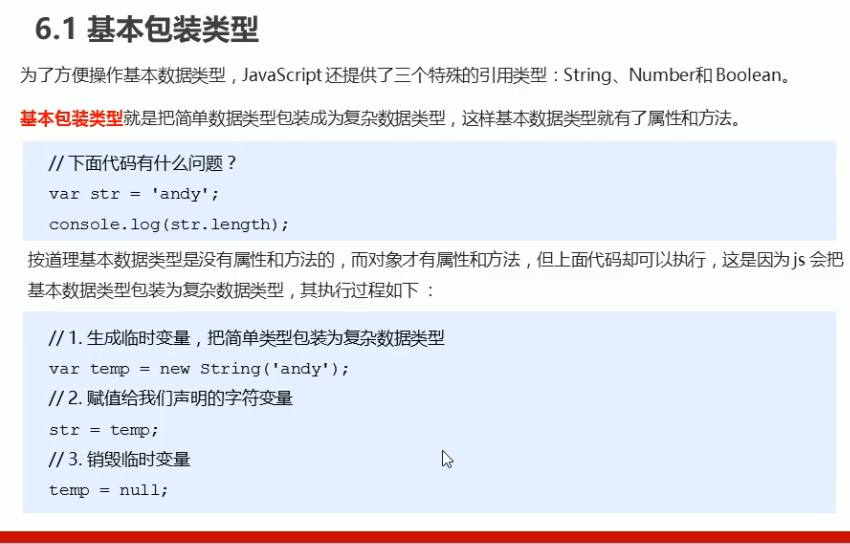 6.1 基本包装类型
为了方便操作基本数据类型，JavaScript 还提供了三个特殊的引用类型：String、Number和 Boolean。
基本包装类型就是把简单数据类型包装成为复杂数据类型，这样基本数据类型就有了属性和方法。
// 下面代码有什么问题？
var str = 'andy';
console.log(str.length);
按道理基本数据类型是没有属性和方法的，而对象才有属性和方法，但上面代码却可以执行，这是因为 js 会把
基本数据类型包装为复杂数据类型，其执行过程如下 ：
// 1. 生成临时变量，把简单类型包装为复杂数据类型
var temp = new String('andy');
// 2. 赋值给我们声明的字符变量
str = temp;
// 3. 销毁临时变量
temp = null;